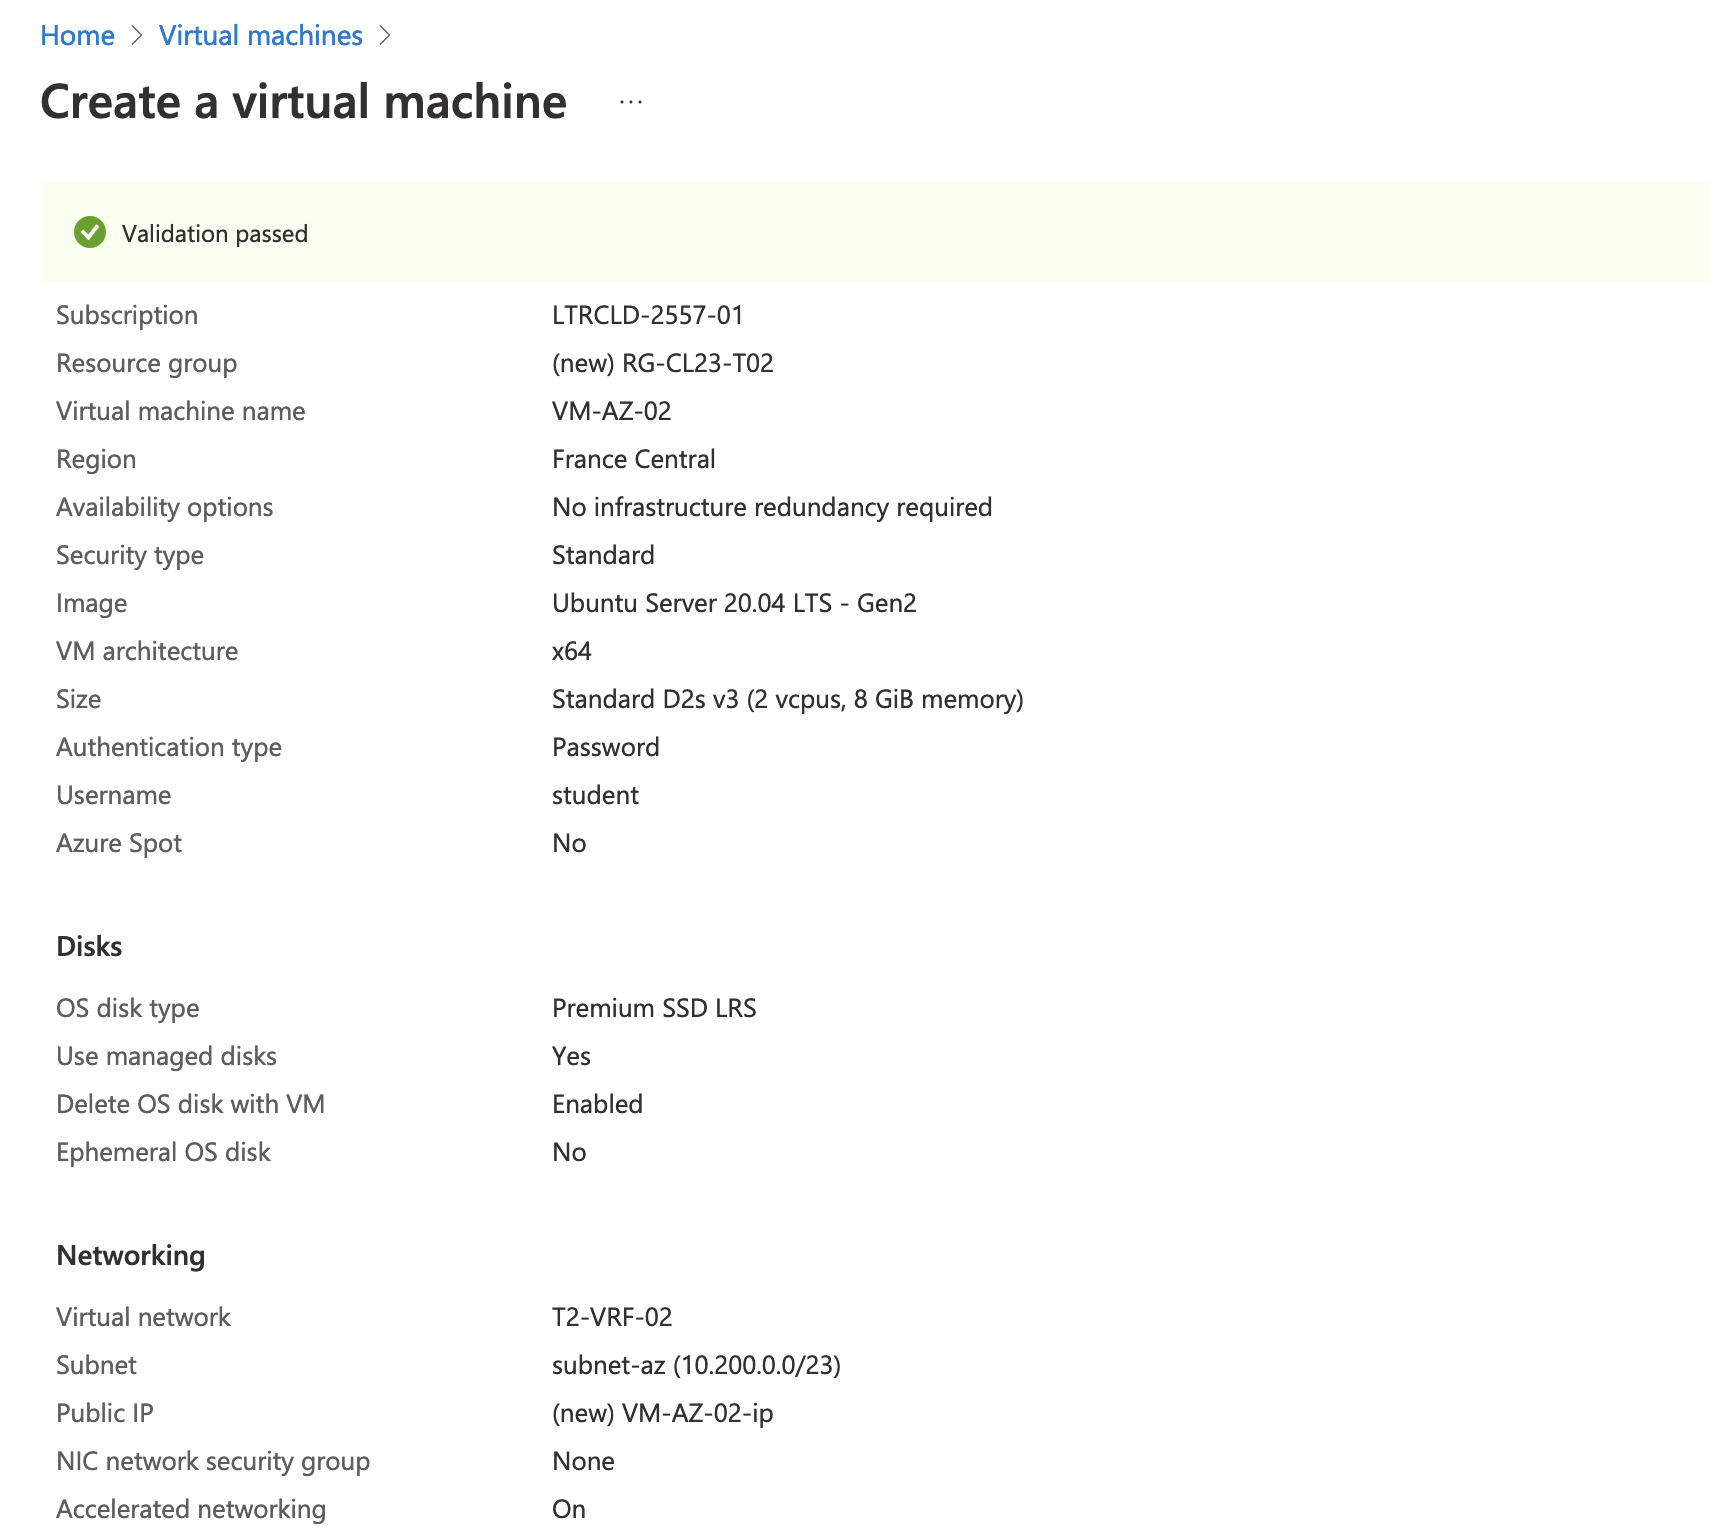 Home > Virtual machines >
Create a virtual machine ...
Validation passed
Subscription LTRCLD-2557-01
Resource group (new) RG-CL23-T02
Virtual machine name VM-AZ-02
Region France Central
Availability options No infrastructure redundancy required
Security type Standard
Image Ubuntu Server 20.04 LTS - Gen2
VM architecture x64
Size Standard D2s v3 (2 vcpus, 8 GiB memory)
Authentication type Password
Username student
Azure Spot No
Disks
OS disk type Premium SSD LRS
Use managed disks Yes
Delete OS disk with VM Enabled
Ephemeral OS disk No
Networking
Virtual network T2-VRF-02
Subnet subnet-az (10.200.0.0/23)
Public IP (new) VM-AZ-02-ip
NIC network security group None
Accelerated networking On